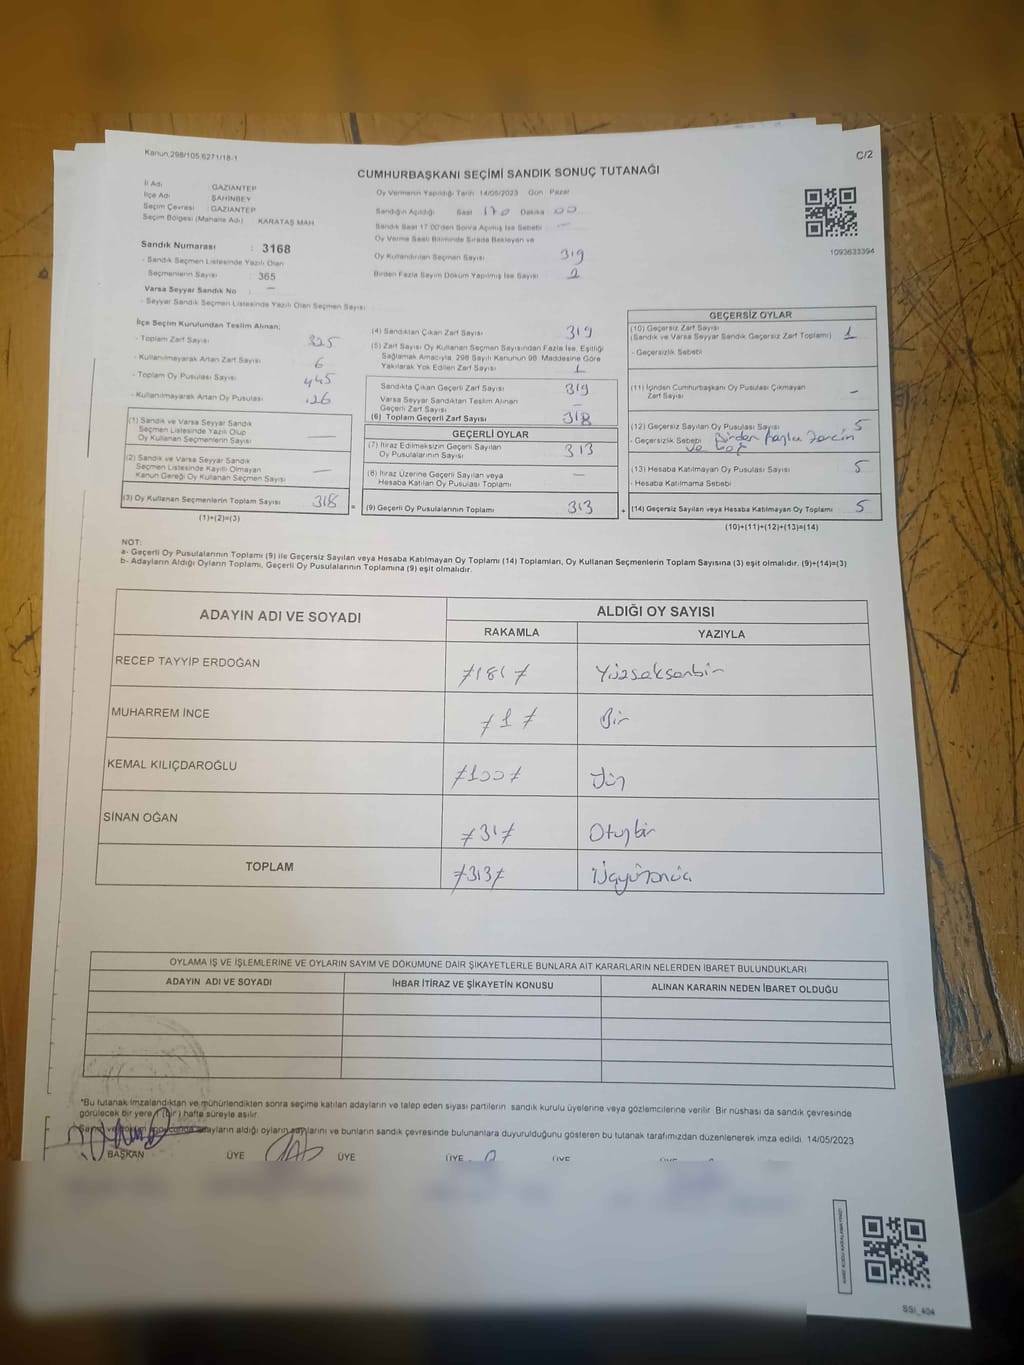 Kanun:298/105;6271/18-1
C/2
CUMHURBAŞKANI SEÇİMİ SANDIK SONUÇ TUTANAĞI
İl Adı : GAZİANTEP
İlçe Adı : ŞAHİNBEY
Seçim Çevresi : GAZİANTEP
Seçim Bölgesi (Mahalle Adı) KARATAŞ MAH.
Sandık Numarası : 3168
- Sandık Seçmen Listesinde Yazılı Olan
Seçmenlerin Sayısı : 365
Varsa Seyyar Sandık No : —
- Seyyar Sandık Seçmen Listesinde Yazılı Olan Seçmen Sayısı :
Oy Vermenin Yapıldığı Tarih: 14/05/2023 Gün: Pazar
Sandığın Açıldığı Saat Dakika 00
Sandık Saat 17:00'den Sonra Açılmış İse Sebebi : —
Oy Verme Saati Bitiminde Sırada Bekleyen ve
Oy Kullandırılan Seçmen Sayısı : 319
Birden Fazla Sayım Döküm Yapılmış İse Sayısı : 2
1093633394
İlçe Seçim Kurulundan Teslim Alınan;
- Toplam Zarf Sayısı : 325
- Kullanılmayarak Artan Zarf Sayısı : 6
- Toplam Oy Pusulası Sayısı : 445
- Kullanılmayarak Artan Oy Pusulası : 126
(1) Sandık ve Varsa Seyyar Sandık
Seçmen Listesinde Yazılı Olup
Oy Kullanan Seçmenlerin Sayısı : —
(2) Sandık ve Varsa Seyyar Sandık
Seçmen Listesinde Kayıtlı Olmayan
Kanun Gereği Oy Kullanan Seçmen Sayısı : —
(3) Oy Kullanan Seçmenlerin Toplam Sayısı : 318 =
(1)+(2)=(3)
(4) Sandıktan Çıkan Zarf Sayısı : 319
(5) Zarf Sayısı Oy Kullanan Seçmen Sayısından Fazla İse, Eşitliği
Sağlamak Amacıyla, 298 Sayılı Kanunun 98. Maddesine Göre
Yakılarak Yok Edilen Zarf Sayısı : 1
Sandıkta Çıkan Geçerli Zarf Sayısı : 319
Varsa Seyyar Sandıktan Teslim Alınan
Geçerli Zarf Sayısı : —
(6) Toplam Geçerli Zarf Sayısı : 318
GEÇERLİ OYLAR
(7) İtiraz Edilmeksizin Geçerli Sayılan
Oy Pusulalarının Sayısı : 313
(8) İtiraz Üzerine Geçerli Sayılan veya
Hesaba Katılan Oy Pusulası Toplamı : —
(9) Geçerli Oy Pusulalarının Toplamı : 313 +
GEÇERSİZ OYLAR
(10) Geçersiz Zarf Sayısı
(Sandık ve Varsa Seyyar Sandık Geçersiz Zarf Toplamı) : 1
- Geçersizlik Sebebi :
(11) İçinden Cumhurbaşkanı Oy Pusulası Çıkmayan
Zarf Sayısı : —
(12) Geçersiz Sayılan Oy Pusulası Sayısı : 5
- Geçersizlik Sebebi : Birden fazla tercih
ve boş
(13) Hesaba Katılmayan Oy Pusulası Sayısı : 5
- Hesaba Katılmama Sebebi :
(14) Geçersiz Sayılan veya Hesaba Katılmayan Oy Toplamı : 5
(10)+(11)+(12)+(13)=(14)
NOT:
a- Geçerli Oy Pusulalarının Toplamı (9) ile Geçersiz Sayılan veya Hesaba Katılmayan Oy Toplamı (14) Toplamları, Oy Kullanan Seçmenlerin Toplam Sayısına (3) eşit olmalıdır. (9)+(14)=(3)
b- Adayların Aldığı Oyların Toplamı, Geçerli Oy Pusulalarının Toplamına (9) eşit olmalıdır.
ADAYIN ADI VE SOYADI
ALDIĞI OY SAYISI
RAKAMLA YAZIYLA
RECEP TAYYİP ERDOĞAN ≠181≠ Yüzseksenbir
MUHARREM İNCE ≠1≠ Bir
KEMAL KILIÇDAROĞLU ≠100≠ Yüz
SİNAN OĞAN ≠31≠ Otuzbir
TOPLAM ≠313≠
OYLAMA İŞ VE İŞLEMLERİNE VE OYLARIN SAYIM VE DÖKÜMÜNE DAİR ŞİKAYETLERLE BUNLARA AİT KARARLARIN NELERDEN İBARET BULUNDUKLARI
ADAYIN ADI VE SOYADI İHBAR İTİRAZ VE ŞİKAYETİN KONUSU ALINAN KARARIN NEDEN İBARET OLDUĞU
*Bu tutanak imzalandıktan ve mühürlendikten sonra seçime katılan adayların ve talep eden siyasi partilerin sandık kurulu üyelerine veya gözlemcilerine verilir. Bir nüshası da sandık çevresinde
görülecek bir yere 1 (bir) hafta süreyle asılır.
Sayım ve döküm sonucunda adayların aldığı oyların sayılarını ve bunların sandık çevresinde bulunanlara duyurulduğunu gösteren bu tutanak tarafımızdan düzenlenerek imza edildi. 14/05/2023
BAŞKAN ÜYE ÜYE ÜYE ÜYE ÜYE
SSI_404